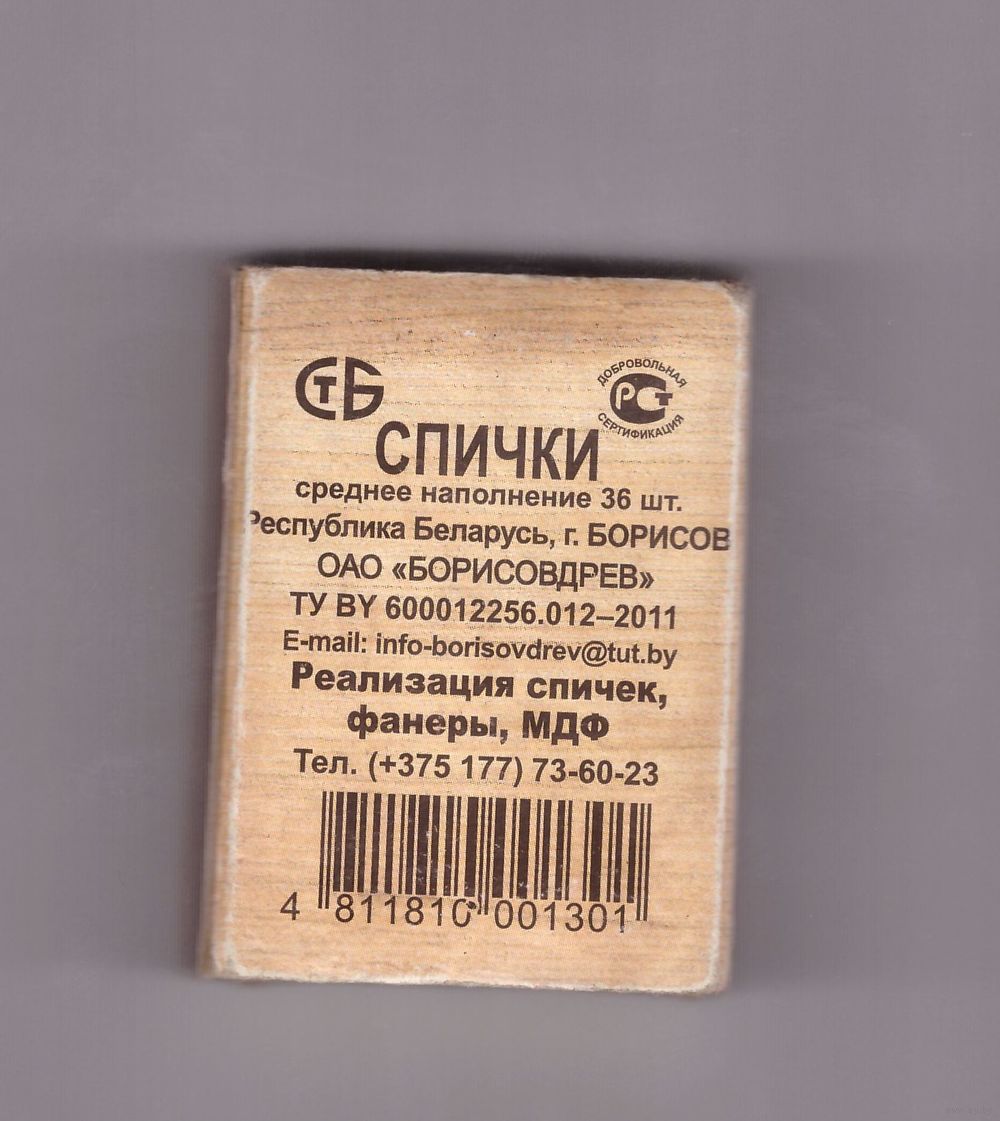 СТБ
ДОБРОВОЛЬНАЯ
РСТ
СЕРТИФИКАЦИЯ
СПИЧКИ
среднее наполнение 36 шт.
Республика Беларусь, г. БОРИСОВ
ОАО «БОРИСОВДРЕВ»
ТУ BY 600012256.012–2011
E-mail: info-borisovdrev@tut.by
Реализация спичек,
фанеры, МДФ
Тел. (+375 177) 73-60-23
4 811810 001301